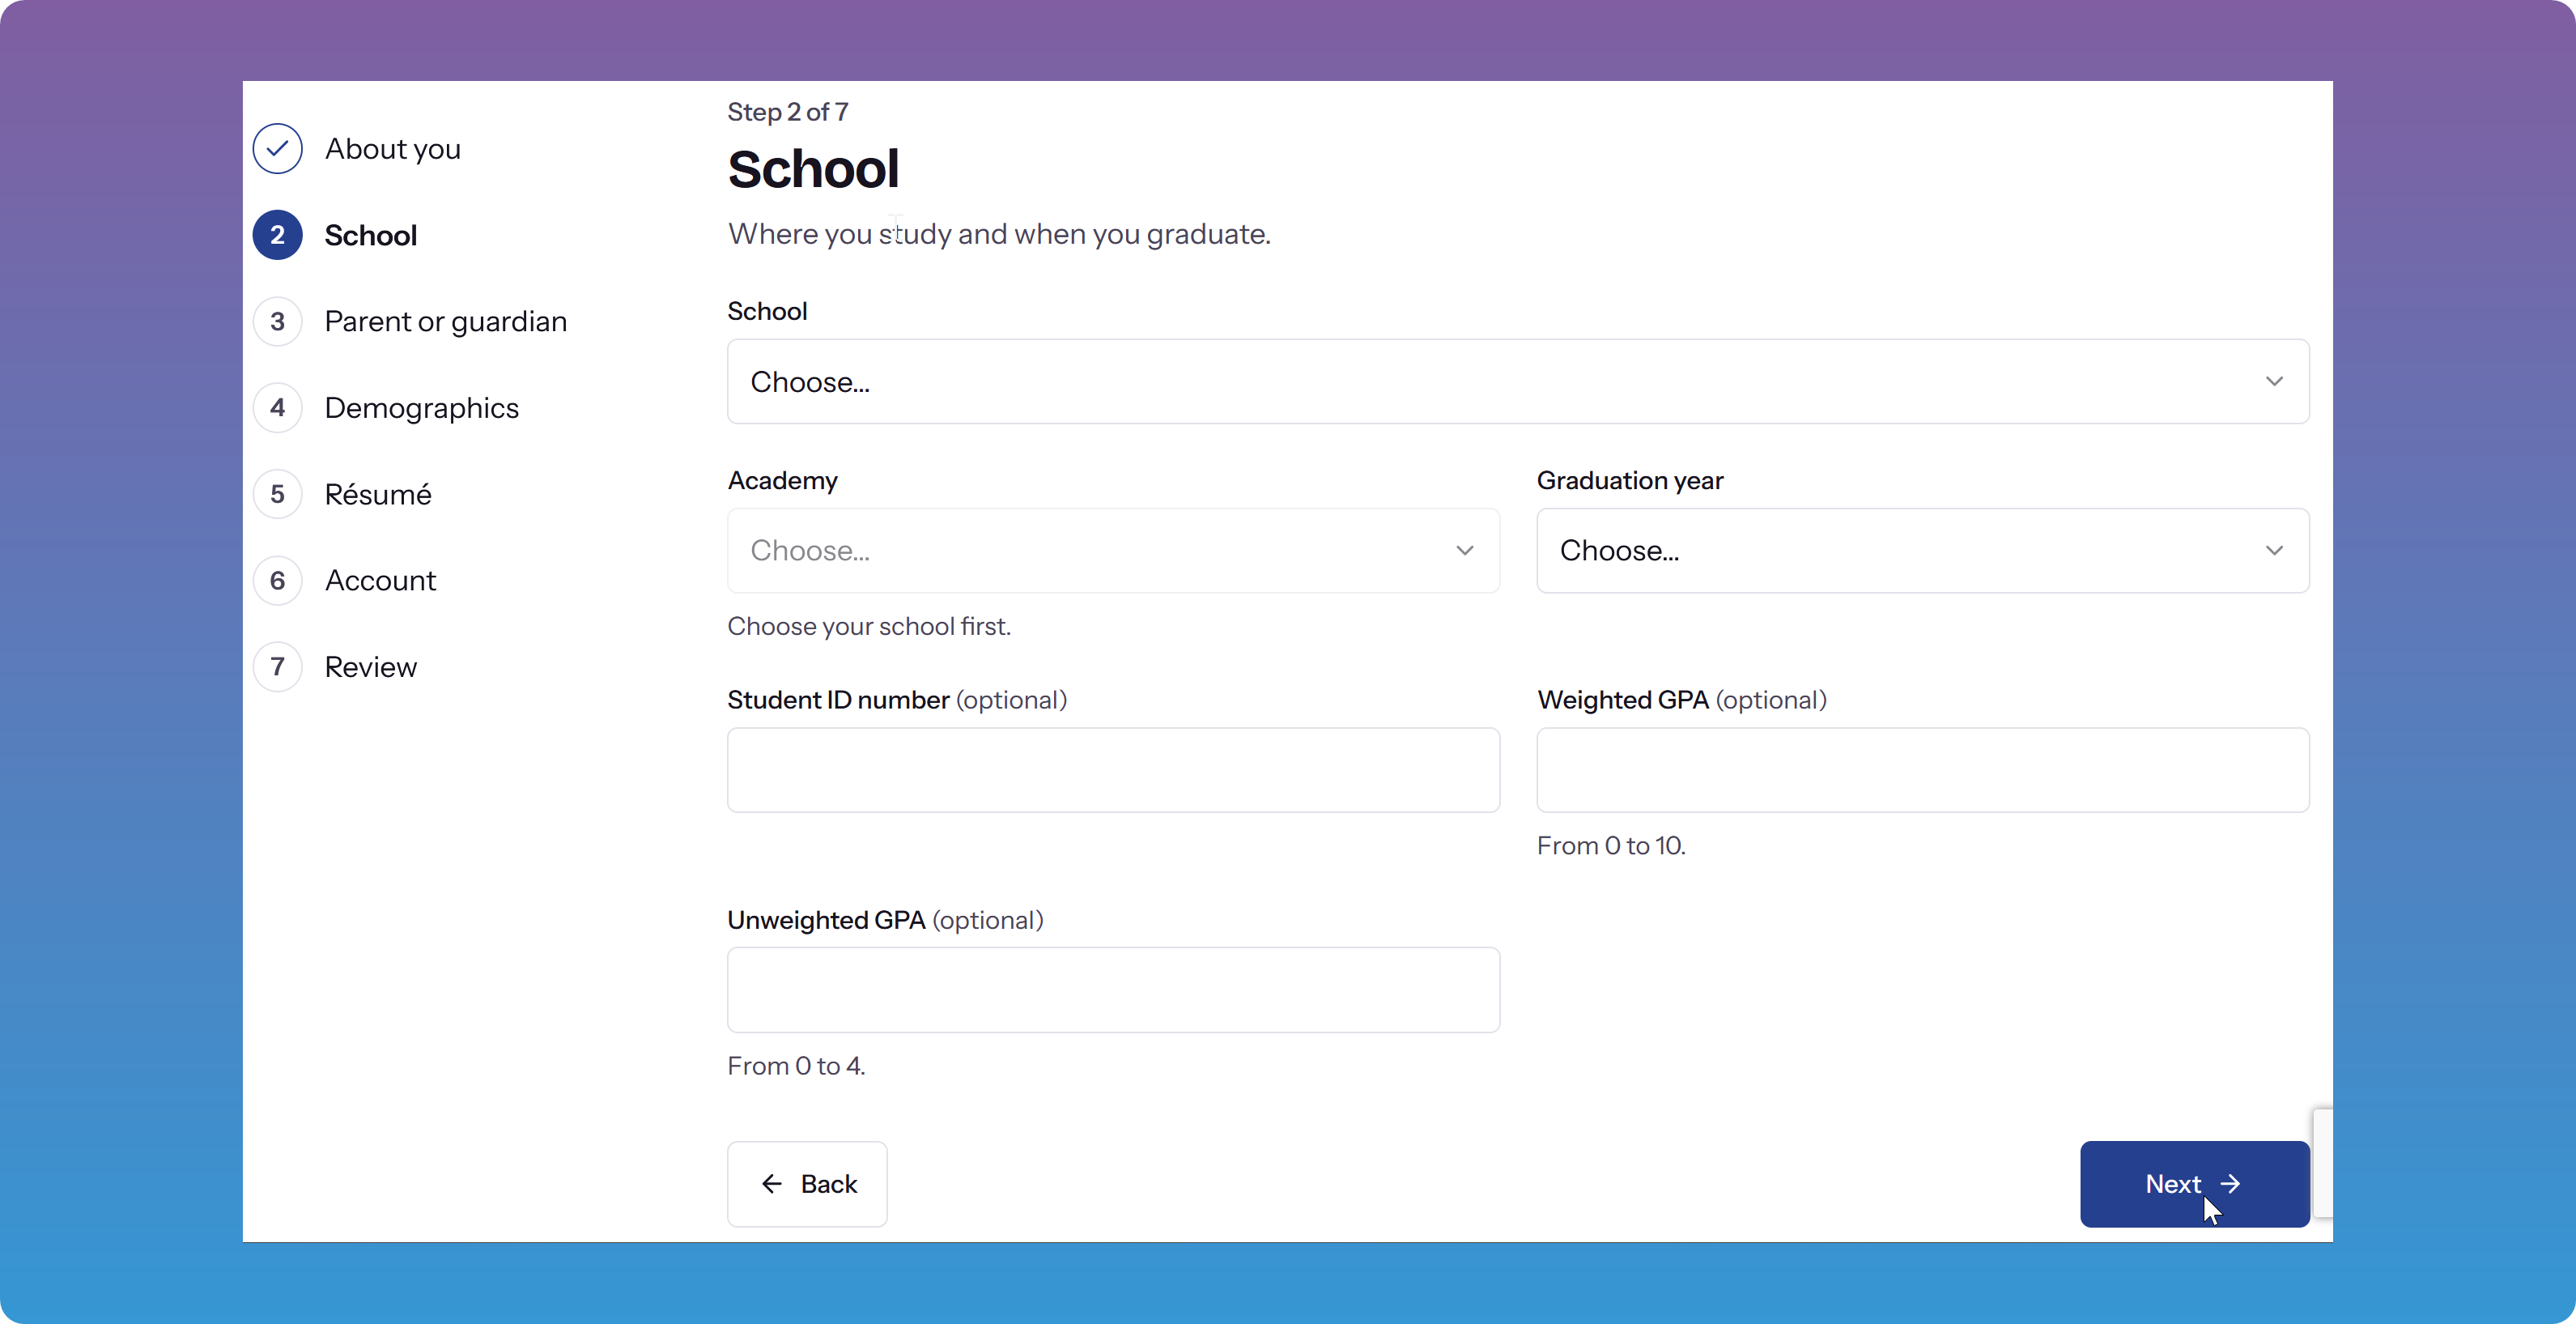 About you
2 School
3 Parent or guardian
4 Demographics
5 Résumé
6 Account
7 Review
Step 2 of 7
School
Where you study and when you graduate.
School
Choose...
Academy
Choose...
Choose your school first.
Graduation year
Choose...
Student ID number (optional)
Weighted GPA (optional)
From 0 to 10.
Unweighted GPA (optional)
From 0 to 4.
Back
Next